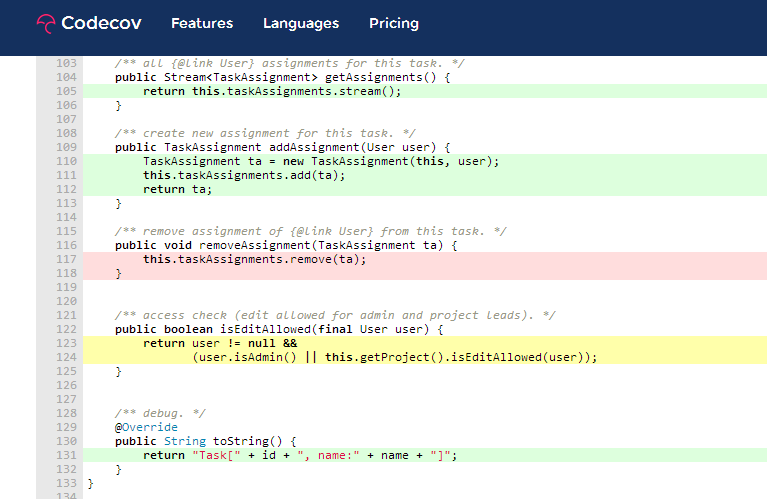 Codecov Features Languages Pricing
103 /** all {@link User} assignments for this task. */
104 public Stream<TaskAssignment> getAssignments() {
105 return this.taskAssignments.stream();
106 }
107
108 /** create new assignment for this task. */
109 public TaskAssignment addAssignment(User user) {
110 TaskAssignment ta = new TaskAssignment(this, user);
111 this.taskAssignments.add(ta);
112 return ta;
113 }
114
115 /** remove assignment of {@link User} from this task. */
116 public void removeAssignment(TaskAssignment ta) {
117 this.taskAssignments.remove(ta);
118 }
119
120
121 /** access check (edit allowed for admin and project leads). */
122 public boolean isEditAllowed(final User user) {
123 return user != null &&
124 (user.isAdmin() || this.getProject().isEditAllowed(user));
125 }
126
127
128 /** debug. */
129 @Override
130 public String toString() {
131 return "Task[" + id + ", name:" + name + "]";
132 }
133 }
134